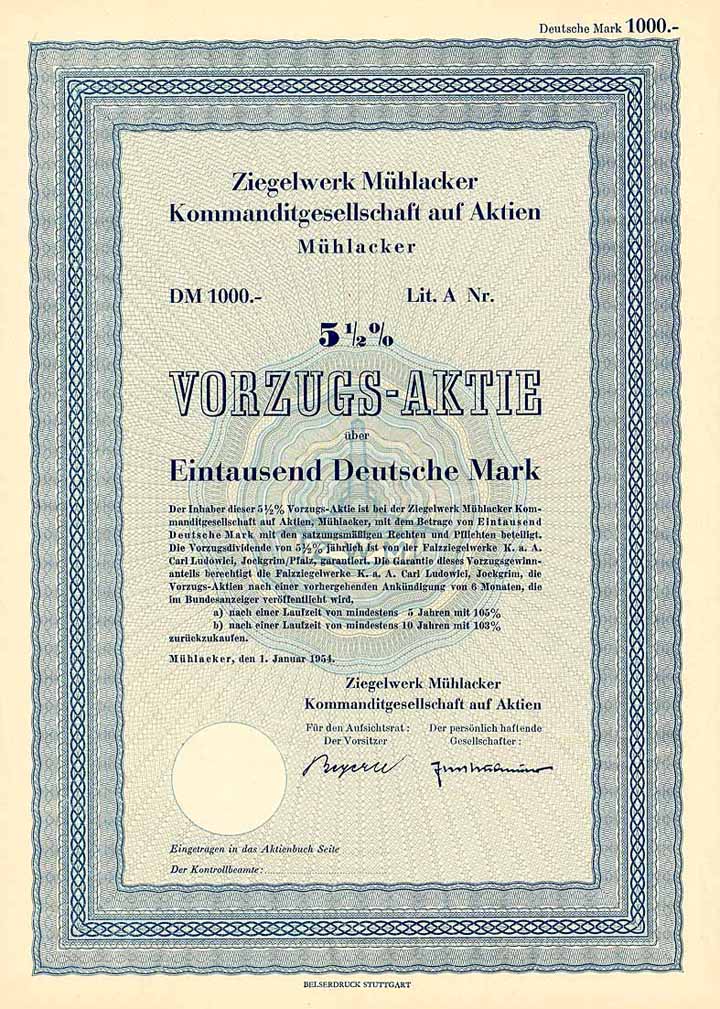 Deutsche Mark 1000.-
Ziegelwerk Mühlacker
Kommanditgesellschaft auf Aktien
Mühlacker
DM 1000.- Lit. A Nr.
5½%
VORZUGS-AKTIE
über
Eintausend Deutsche Mark
Der Inhaber dieser 5½% Vorzugs-Aktie ist bei der Ziegelwerk Mühlacker Kom-
manditgesellschaft auf Aktien, Mühlacker, mit dem Betrage von Eintausend
Deutsche Mark mit den satzungsmäßigen Rechten und Pflichten beteiligt.
Die Vorzugsdividende von 5½% jährlich ist von der Falzziegelwerke K. a. A.
Carl Ludowici, Jockgrim/Pfalz, garantiert. Die Garantie dieses Vorzugsgewinn-
anteils berechtigt die Falzziegelwerke K. a. A. Carl Ludowici, Jockgrim, die
Vorzugs-Aktien nach einer vorhergehenden Ankündigung von 6 Monaten, die
im Bundesanzeiger veröffentlicht wird,
a) nach einer Laufzeit von mindestens 5 Jahren mit 105%
b) nach einer Laufzeit von mindestens 10 Jahren mit 103%
zurückzukaufen.
Mühlacker, den 1. Januar 1954.
Ziegelwerk Mühlacker
Kommanditgesellschaft auf Aktien
Für den Aufsichtsrat: Der persönlich haftende
Der Vorsitzer Gesellschafter:
Eingetragen in das Aktienbuch Seite
Der Kontrollbeamte:
BELSERDRUCK STUTTGART